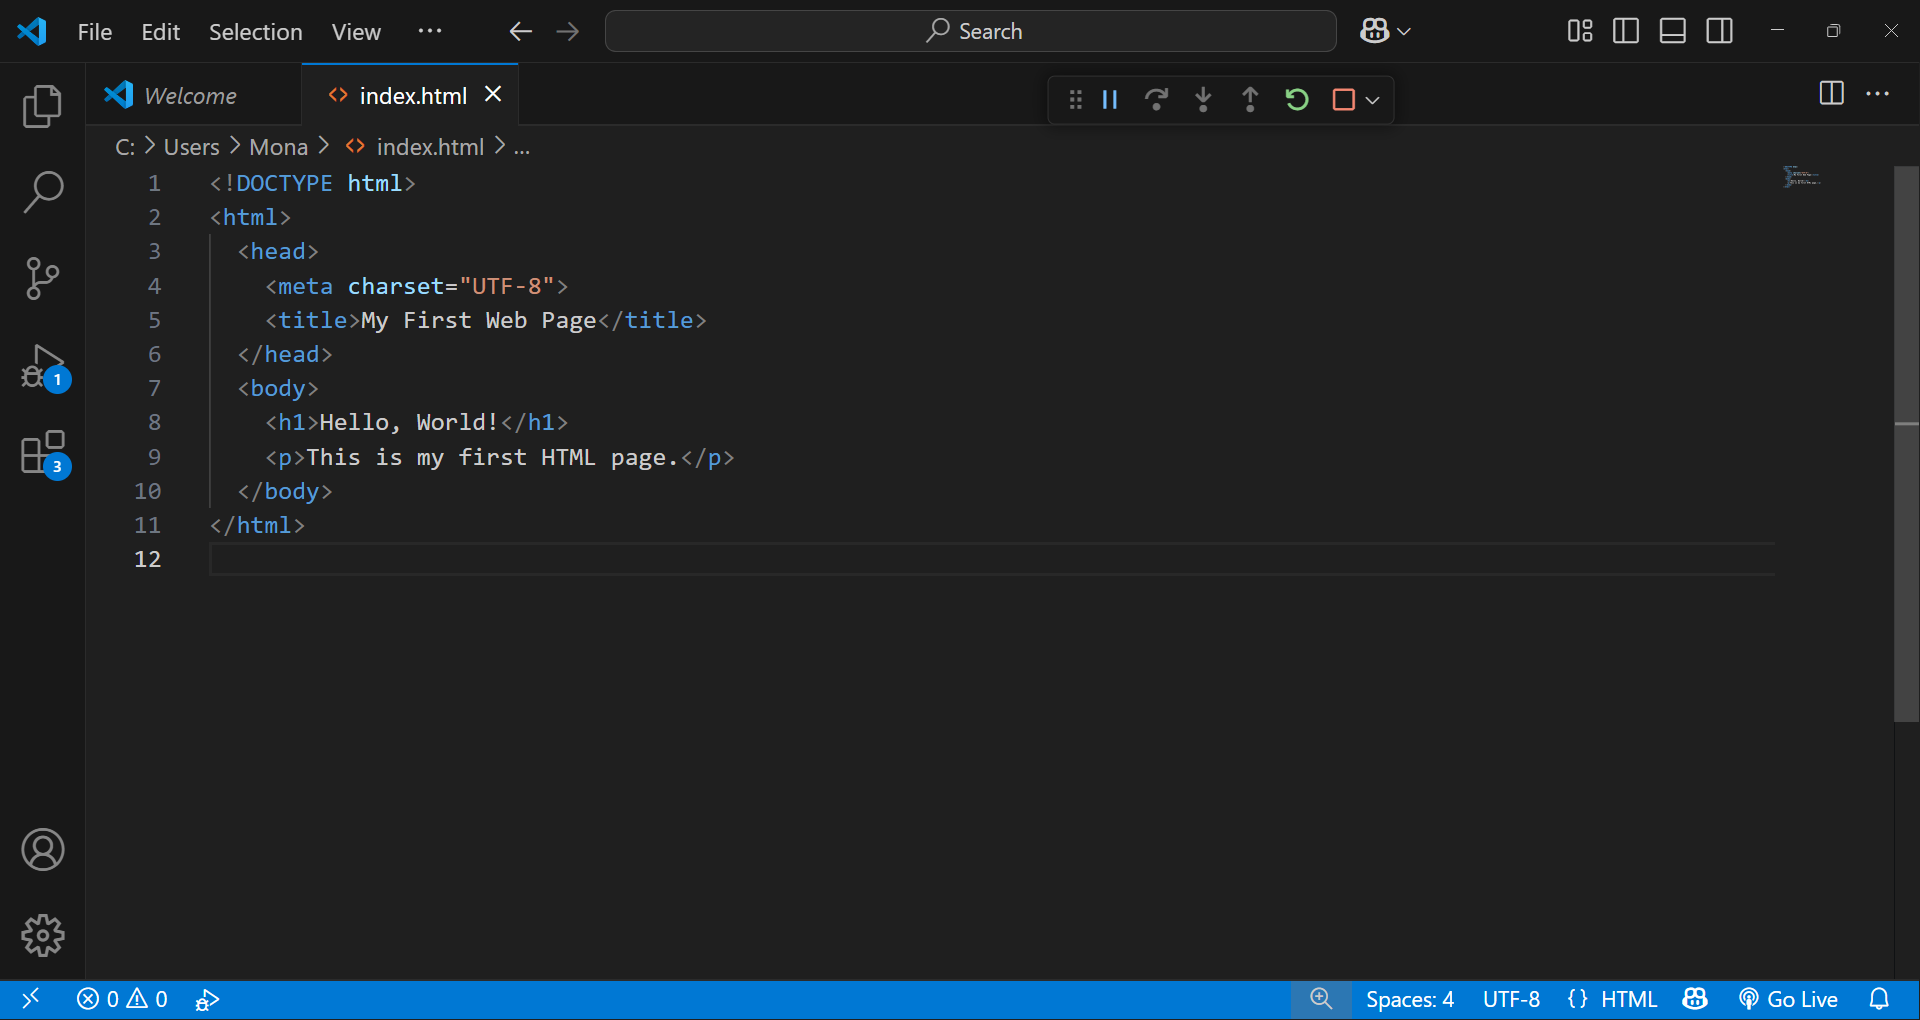 File Edit Selection View ··· Search
Welcome index.html
C: > Users > Mona > index.html > ...
1 <!DOCTYPE html>
2 <html>
3 <head>
4 <meta charset="UTF-8">
5 <title>My First Web Page</title>
6 </head>
7 <body>
8 <h1>Hello, World!</h1>
9 <p>This is my first HTML page.</p>
10 </body>
11 </html>
12
1
3
0 0 Spaces: 4 UTF-8 {} HTML Go Live